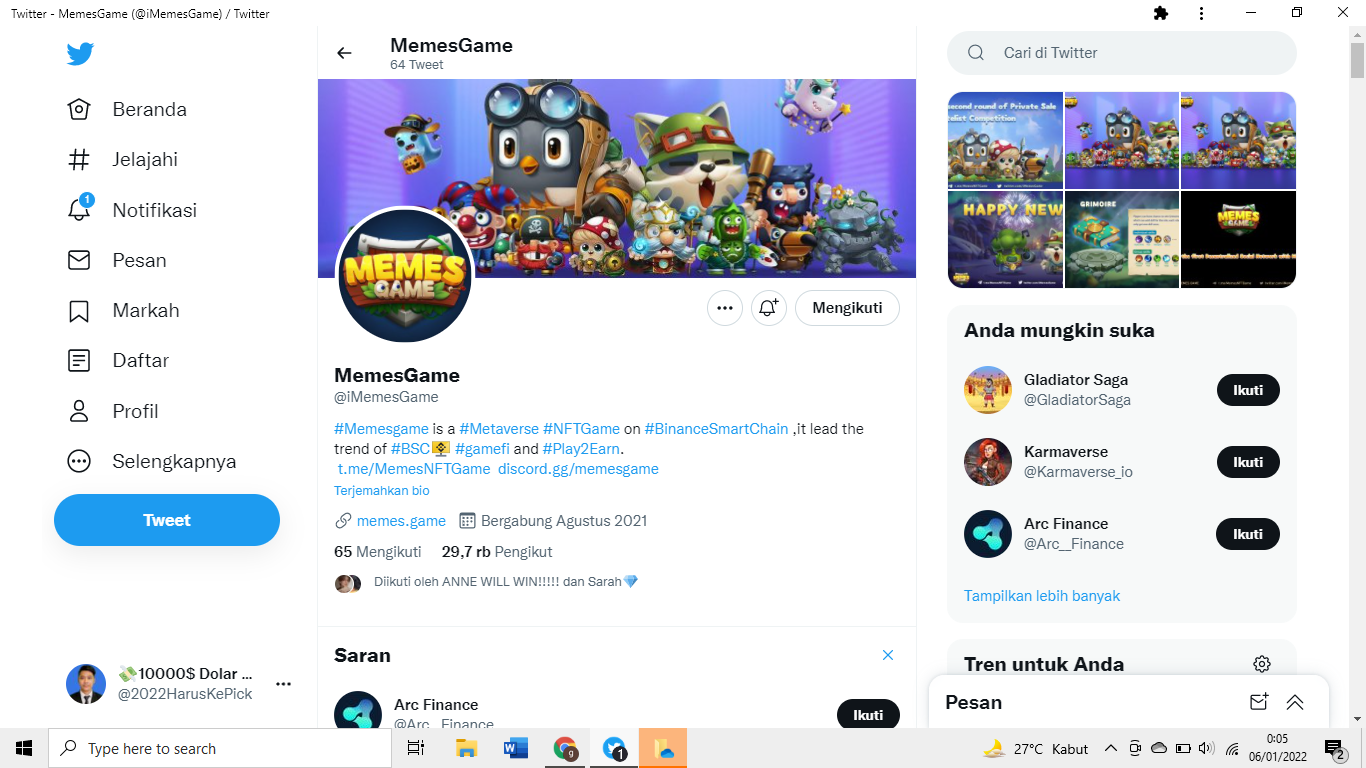 Twitter - MemesGame (@iMemesGame) / Twitter
Beranda
Jelajahi
1
Notifikasi
Pesan
Markah
Daftar
Profil
Selengkapnya
Tweet
💸10000$ Dolar ...
@2022HarusKePick
MemesGame
64 Tweet
MEMES
GAME
Mengikuti
MemesGame
@iMemesGame
#Memesgame is a #Metaverse #NFTGame on #BinanceSmartChain ,it lead the
trend of #BSC #gamefi and #Play2Earn.
t.me/MemesNFTGame discord.gg/memesgame
Terjemahkan bio
memes.game Bergabung Agustus 2021
65 Mengikuti 29,7 rb Pengikut
Diikuti oleh ANNE WILL WIN!!!!! dan Sarah💎
Saran
Arc Finance
@Arc__Finance
Ikuti
Cari di Twitter
second round of Private Sale
Competition
HAPPY NEW
GRIMOIRE
MEMES
GAME
Anda mungkin suka
Gladiator Saga
@GladiatorSaga
Ikuti
Karmaverse
@Karmaverse_io
Ikuti
Arc Finance
@Arc__Finance
Ikuti
Tampilkan lebih banyak
Tren untuk Anda
Pesan
Type here to search
g
1
27°C Kabut
0:05
06/01/2022
2